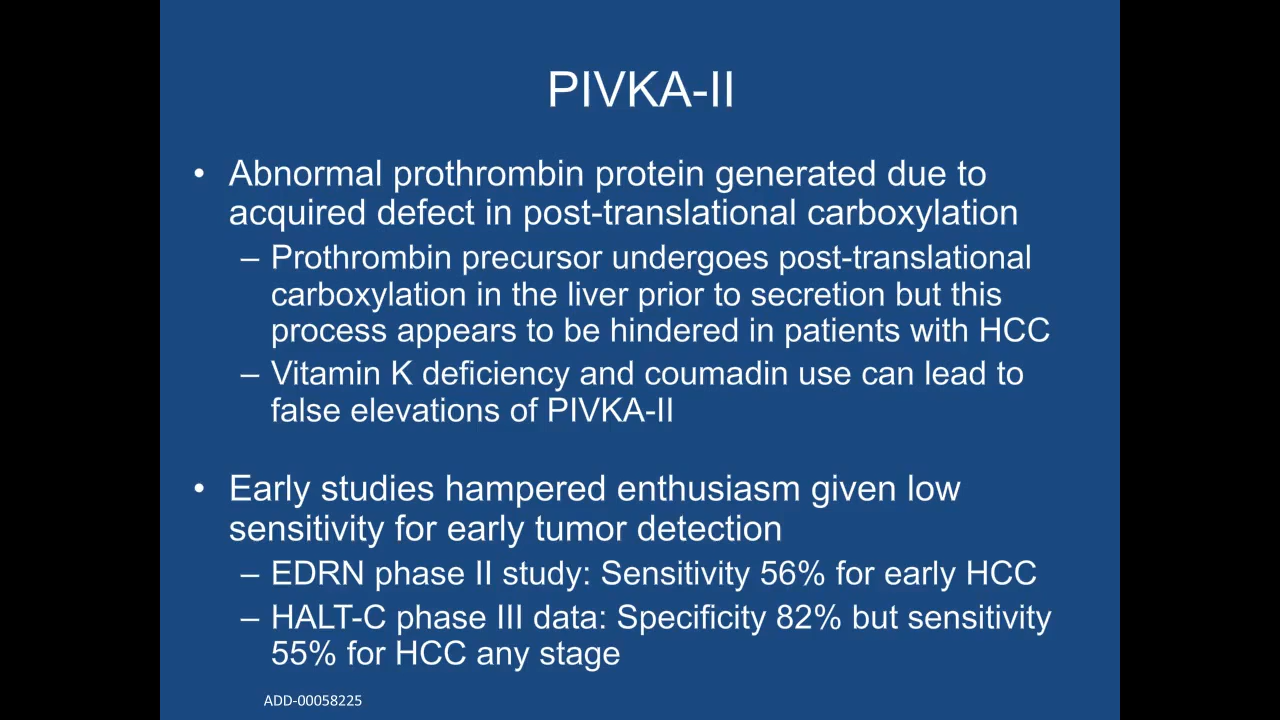 PIVKA-II
• Abnormal prothrombin protein generated due to
acquired defect in post-translational carboxylation
– Prothrombin precursor undergoes post-translational
carboxylation in the liver prior to secretion but this
process appears to be hindered in patients with HCC
– Vitamin K deficiency and coumadin use can lead to
false elevations of PIVKA-II
• Early studies hampered enthusiasm given low
sensitivity for early tumor detection
– EDRN phase II study: Sensitivity 56% for early HCC
– HALT-C phase III data: Specificity 82% but sensitivity
55% for HCC any stage
ADD-00058225